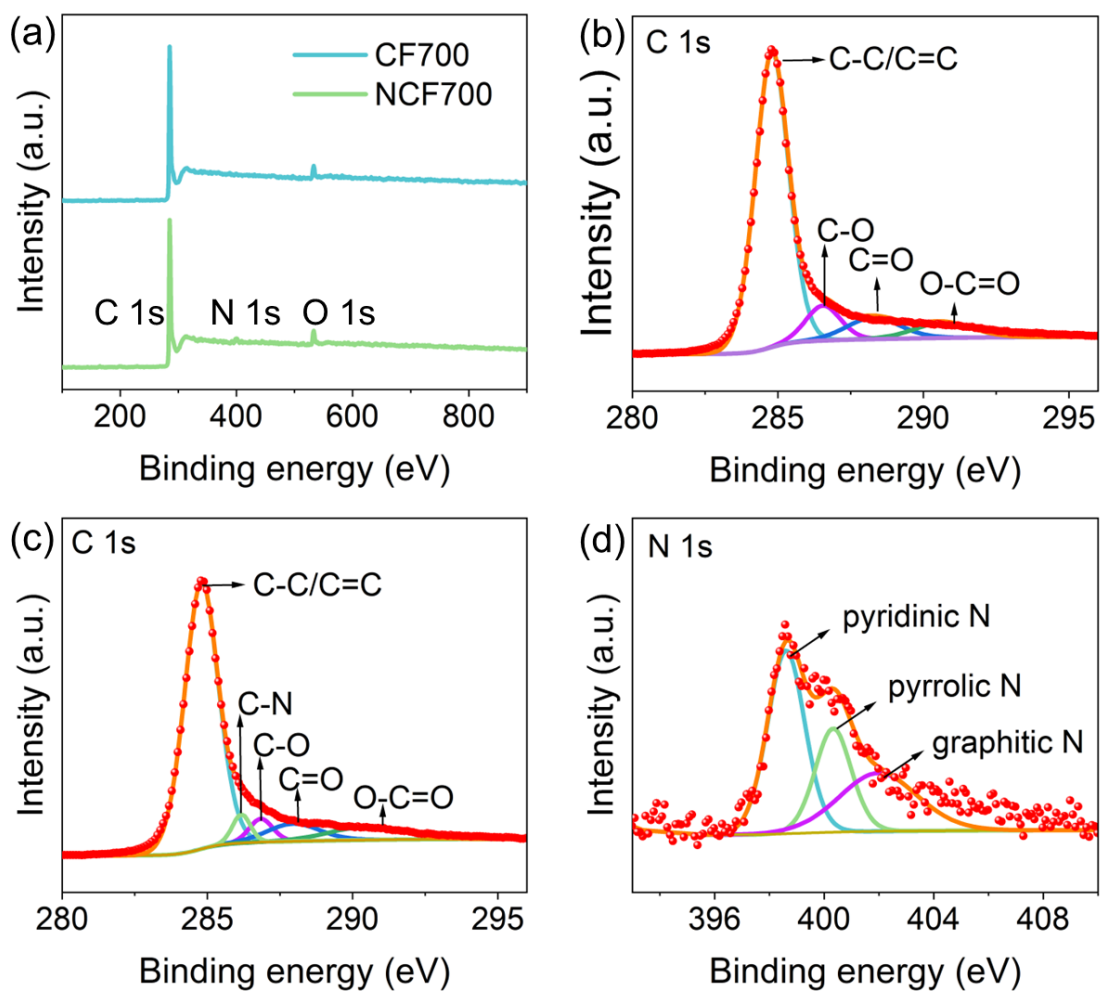 (a)
CF700
NCF700
C 1s
N 1s
O 1s
Intensity (a.u.)
200
400
600
800
Binding energy (eV)
(b)
C 1s
C-C/C=C
C-O
C=O
O-C=O
Intensity (a.u.)
280
285
290
295
Binding energy (eV)
(c)
C 1s
C-C/C=C
C-N
C-O
C=O
O-C=O
Intensity (a.u.)
280
285
290
295
Binding energy (eV)
(d)
N 1s
pyridinic N
pyrrolic N
graphitic N
Intensity (a.u.)
396
400
404
408
Binding energy (eV)